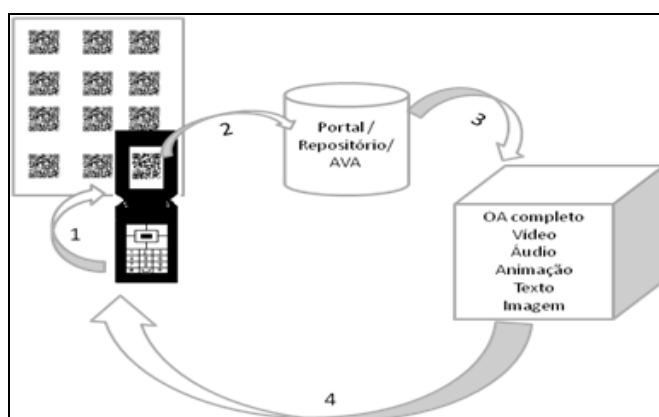 1
2
Portal /
Repositório/
AVA
3
OA completo
Vídeo
Áudio
Animação
Texto
Imagem
4